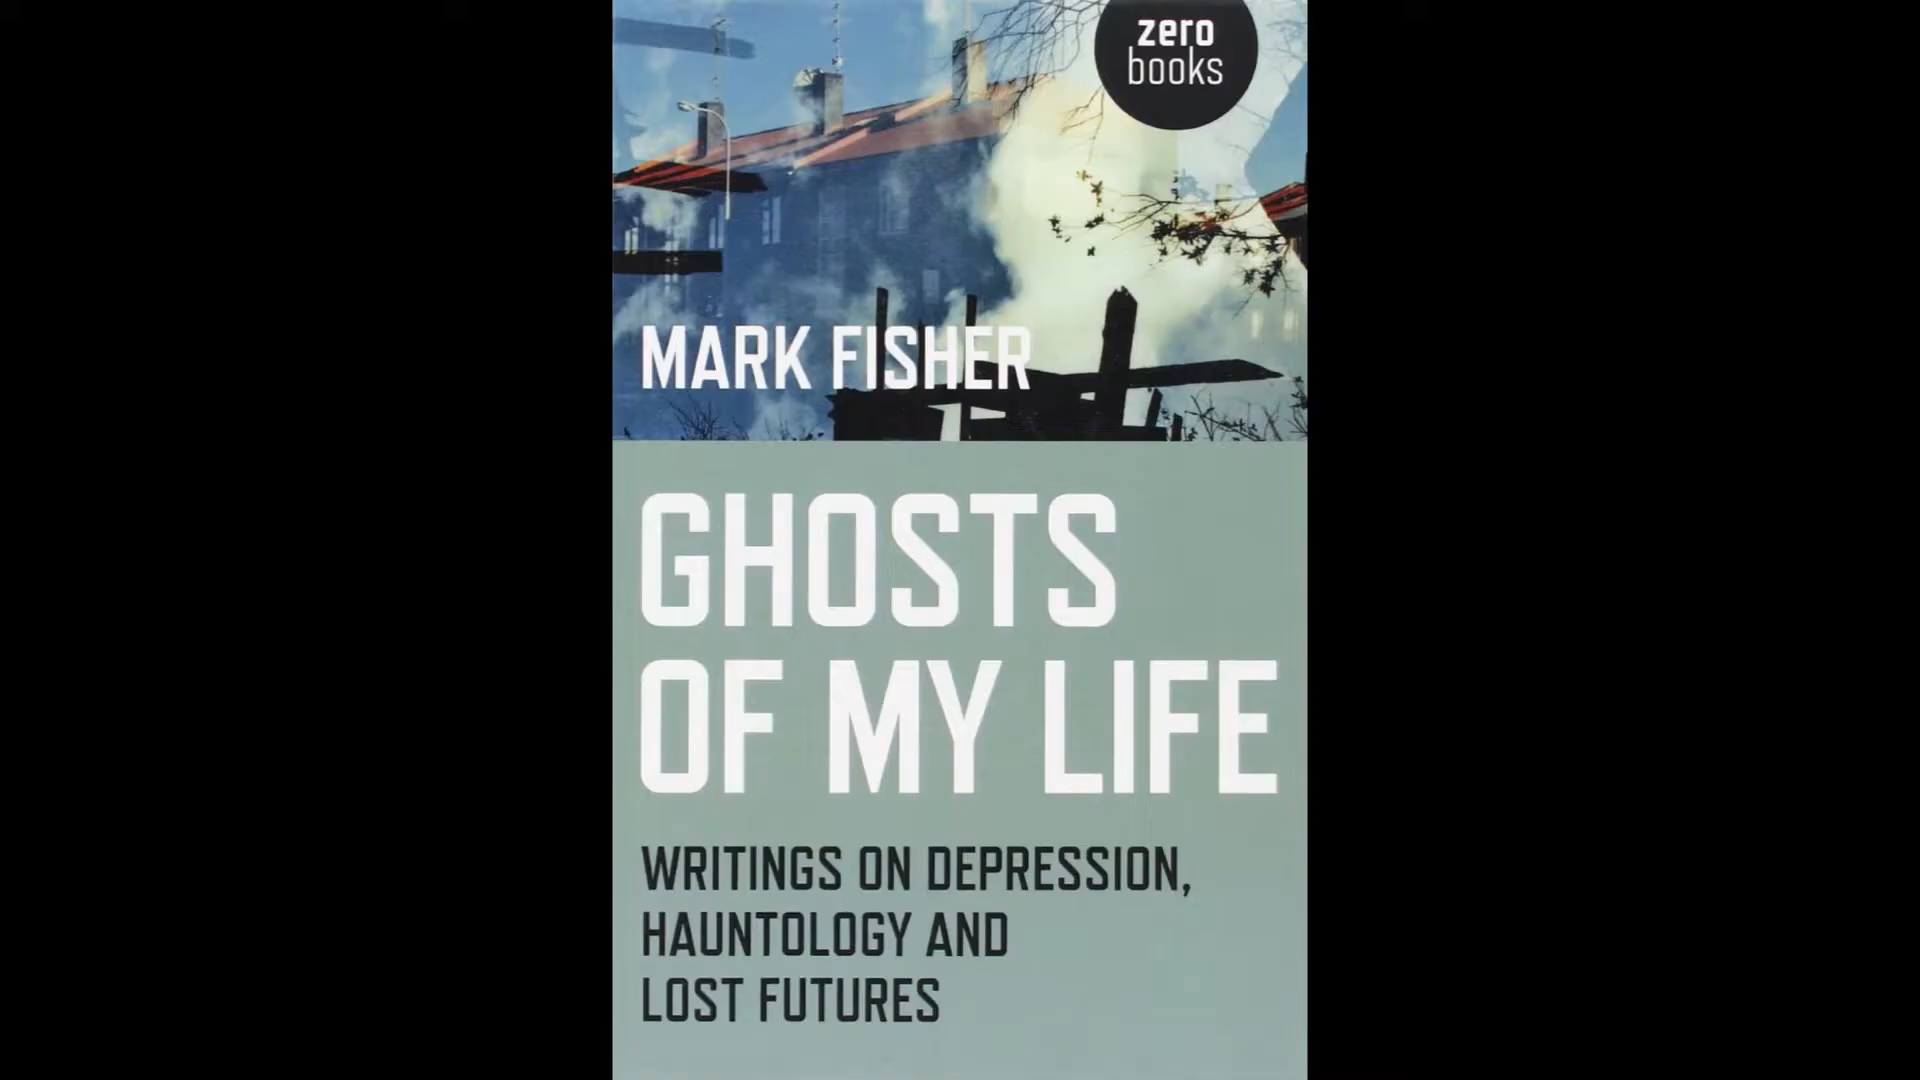 zero
books
MARK FISHER
GHOSTS
OF MY LIFE
WRITINGS ON DEPRESSION,
HAUNTOLOGY AND
LOST FUTURES